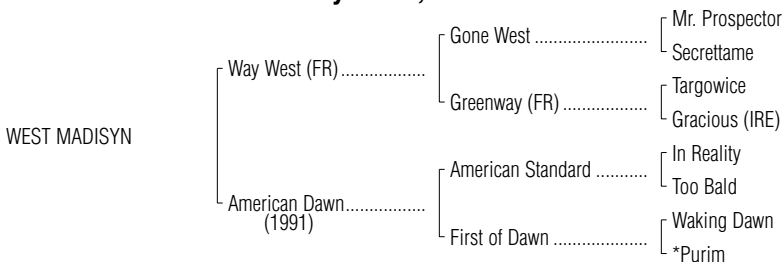 Mr. Prospector
Gone West ........................
Secrettame
Way West (FR)..................
Targowice
Greenway (FR) ..................
Gracious (IRE)
WEST MADISYN
In Reality
American Standard ...........
Too Bald
American Dawn.................
(1991)
Waking Dawn
First of Dawn ....................
*Purim